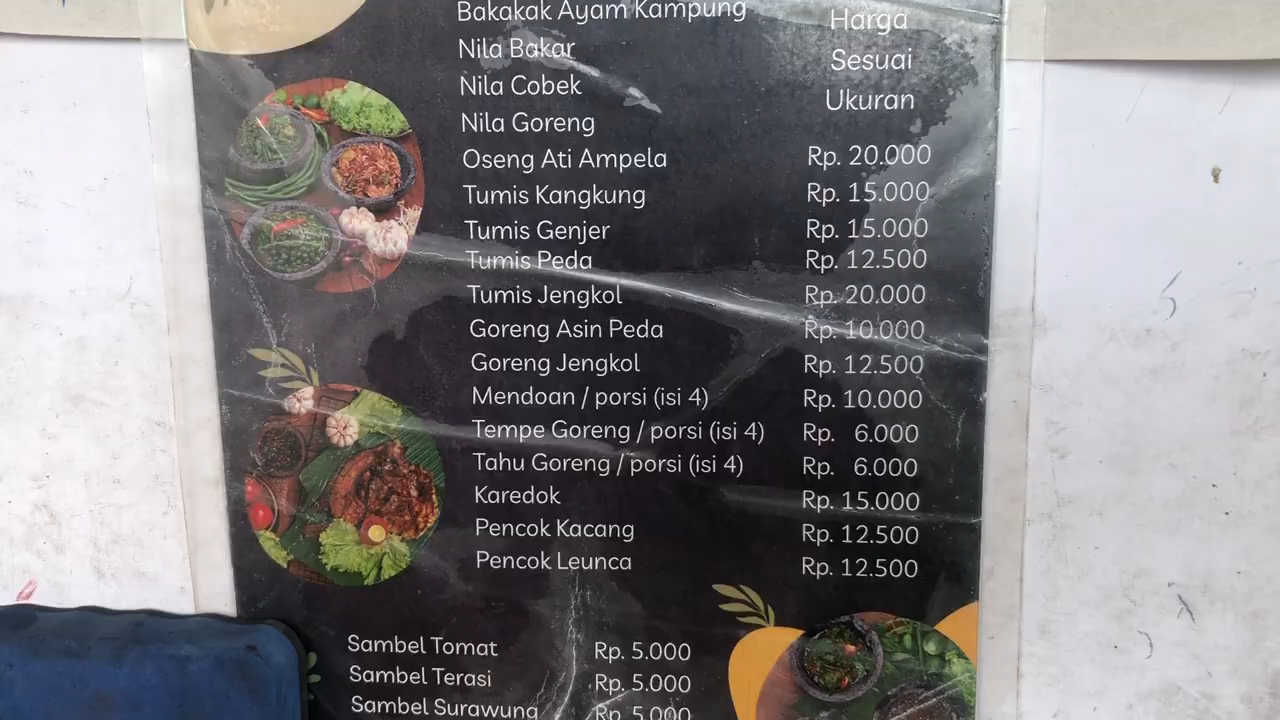 Bakakak Ayam Kampung
Nila Bakar
Nila Cobek
Nila Goreng
Harga
Sesuai
Ukuran
Oseng Ati Ampela Rp. 20.000
Tumis Kangkung Rp. 15.000
Tumis Genjer Rp. 15.000
Tumis Peda Rp. 12.500
Tumis Jengkol Rp. 20.000
Goreng Asin Peda Rp. 10.000
Goreng Jengkol Rp. 12.500
Mendoan / porsi (isi 4) Rp. 10.000
Tempe Goreng / porsi (isi 4) Rp. 6.000
Tahu Goreng / porsi (isi 4) Rp. 6.000
Karedok Rp. 15.000
Pencok Kacang Rp. 12.500
Pencok Leunca Rp. 12.500
Sambel Tomat Rp. 5.000
Sambel Terasi Rp. 5.000
Sambel Surawung Rp. 5.000